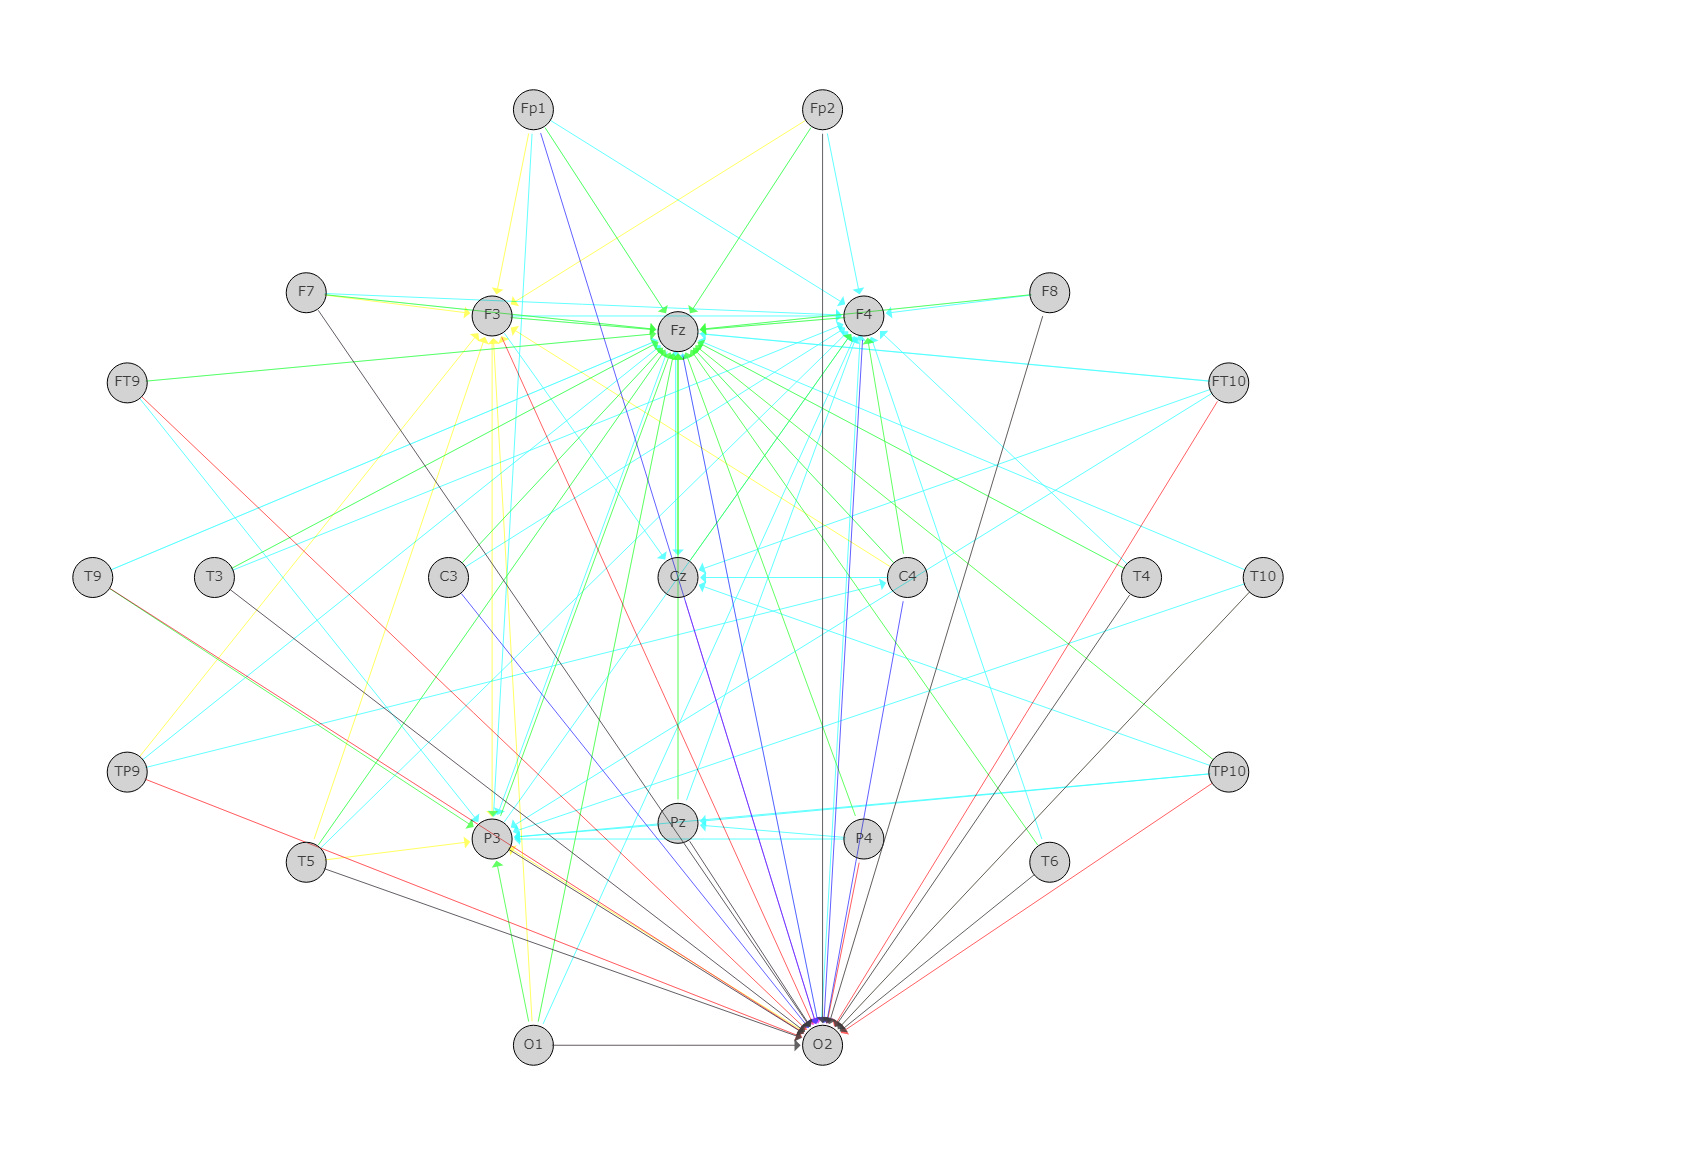 Fp1 Fp2
F7 F3 Fz F4 F8
FT9 FT10
T9 T3 C3 Cz C4 T4 T10
TP9 TP10
T5 P3 Pz P4 T6
O1 O2